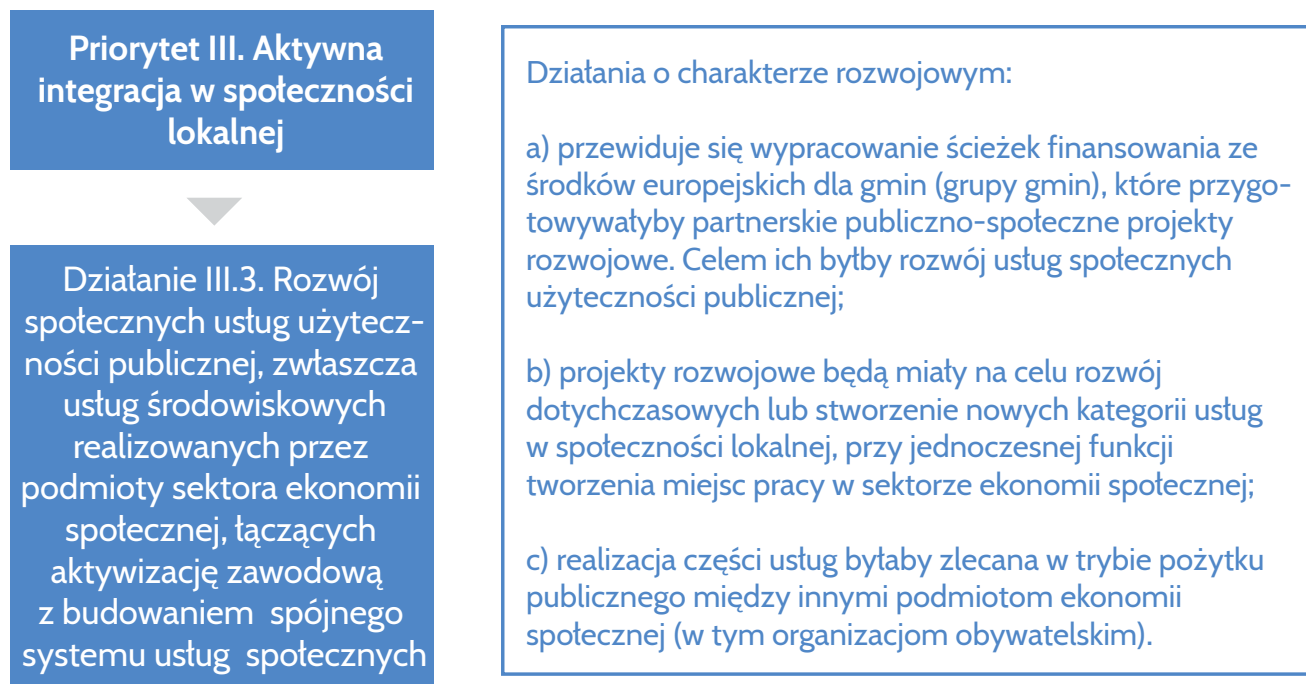 Priorytet III. Aktywna
integracja w społeczności
lokalnej
Działanie III.3. Rozwój
społecznych usług użytecz-
ności publicznej, zwłaszcza
usług środowiskowych
realizowanych przez
podmioty sektora ekonomii
społecznej, łączących
aktywizację zawodową
z budowaniem spójnego
systemu usług społecznych
Działania o charakterze rozwojowym:
a) przewiduje się wypracowanie ścieżek finansowania ze
środków europejskich dla gmin (grupy gmin), które przygo-
towywałyby partnerskie publiczno-społeczne projekty
rozwojowe. Celem ich byłby rozwój usług społecznych
użyteczności publicznej;
b) projekty rozwojowe będą miały na celu rozwój
dotychczasowych lub stworzenie nowych kategorii usług
w społeczności lokalnej, przy jednoczesnej funkcji
tworzenia miejsc pracy w sektorze ekonomii społecznej;
c) realizacja części usług byłaby zlecana w trybie pożytku
publicznego między innymi podmiotom ekonomii
społecznej (w tym organizacjom obywatelskim).